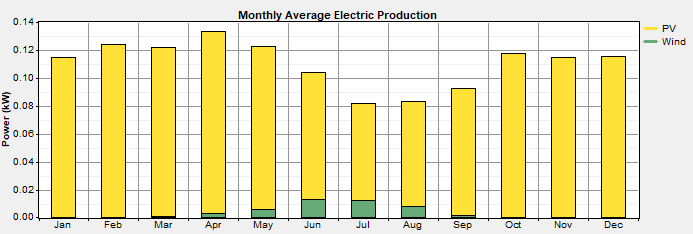 Monthly Average Electric Production
0.14
0.12
0.10
0.08
0.06
0.04
0.02
0.00
Power (kW)
Jan Feb Mar Apr May Jun Jul Aug Sep Oct Nov Dec
PV
Wind